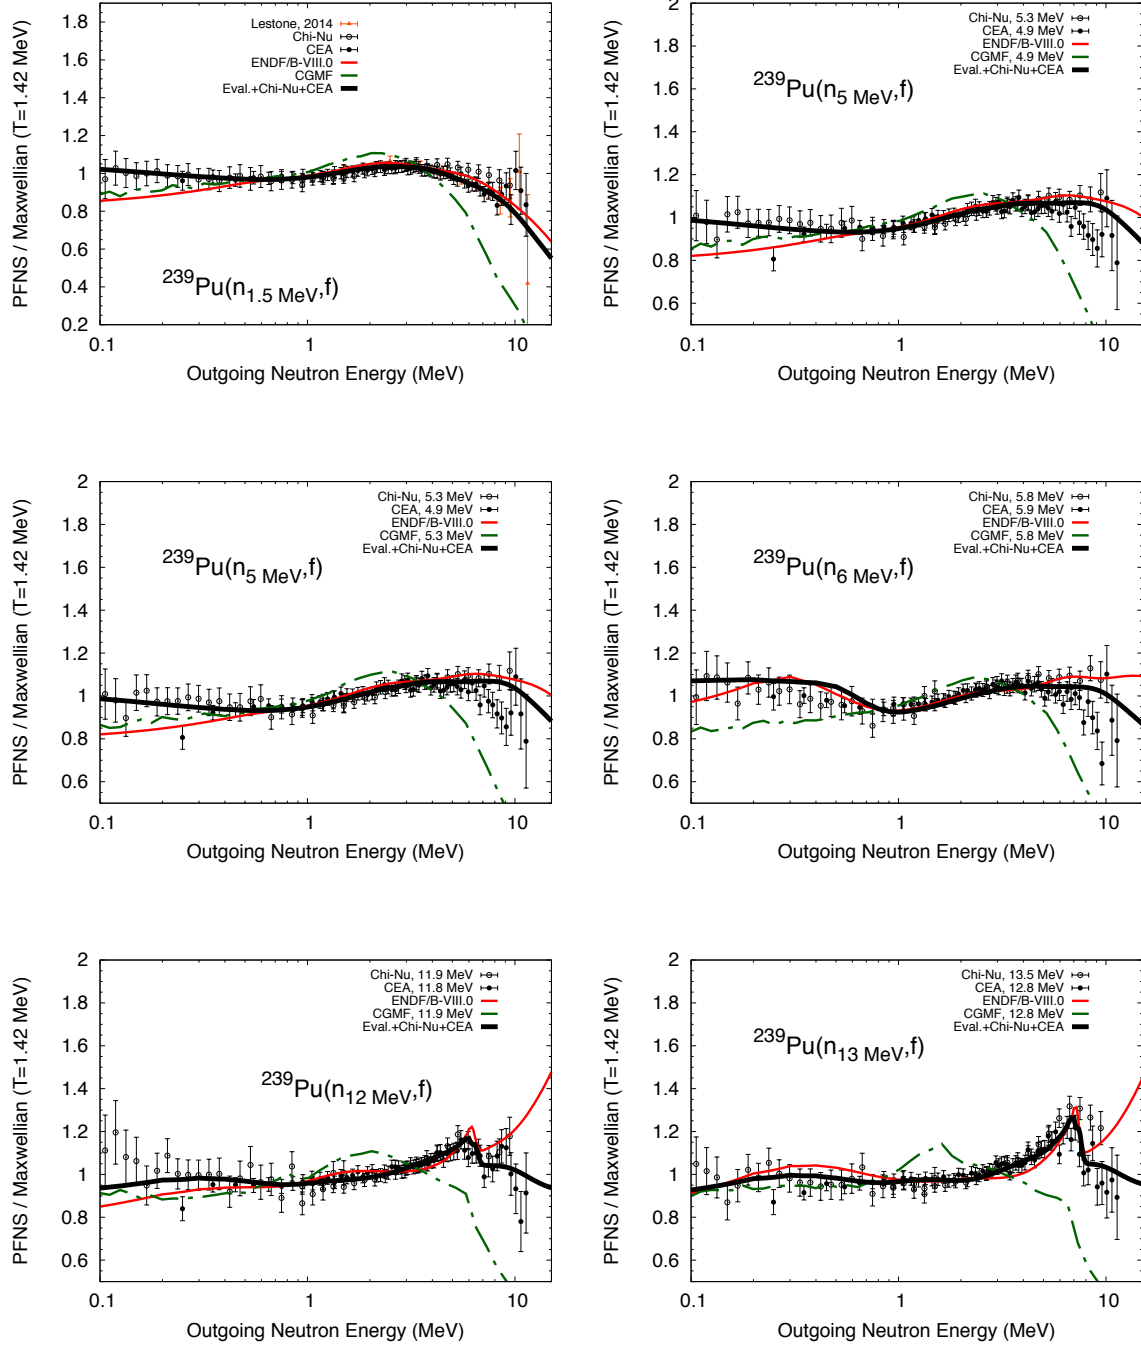 PFNS / Maxwellian (T=1.42 MeV)
1.8
1.6
1.4
1.2
1
0.8
0.6
0.4
0.2
Lestone, 2014
Chi-Nu
CEA
ENDF/B-VIII.0
CGMF
Eval.+Chi-Nu+CEA
239Pu(n1.5 MeV,f)
0.1
1
10
Outgoing Neutron Energy (MeV)
PFNS / Maxwellian (T=1.42 MeV)
2
1.8
1.6
1.4
1.2
1
0.8
0.6
Chi-Nu, 5.3 MeV
CEA, 4.9 MeV
ENDF/B-VIII.0
CGMF, 4.9 MeV
Eval.+Chi-Nu+CEA
239Pu(n5 MeV,f)
0.1
1
10
Outgoing Neutron Energy (MeV)
PFNS / Maxwellian (T=1.42 MeV)
2
1.8
1.6
1.4
1.2
1
0.8
0.6
Chi-Nu, 5.3 MeV
CEA, 4.9 MeV
ENDF/B-VIII.0
CGMF, 5.3 MeV
Eval.+Chi-Nu+CEA
239Pu(n5 MeV,f)
0.1
1
10
Outgoing Neutron Energy (MeV)
PFNS / Maxwellian (T=1.42 MeV)
2
1.8
1.6
1.4
1.2
1
0.8
0.6
Chi-Nu, 5.8 MeV
CEA, 5.9 MeV
ENDF/B-VIII.0
CGMF, 5.8 MeV
Eval.+Chi-Nu+CEA
239Pu(n6 MeV,f)
0.1
1
10
Outgoing Neutron Energy (MeV)
PFNS / Maxwellian (T=1.42 MeV)
2
1.8
1.6
1.4
1.2
1
0.8
0.6
Chi-Nu, 11.9 MeV
CEA, 11.8 MeV
ENDF/B-VIII.0
CGMF, 11.9 MeV
Eval.+Chi-Nu+CEA
239Pu(n12 MeV,f)
0.1
1
10
Outgoing Neutron Energy (MeV)
PFNS / Maxwellian (T=1.42 MeV)
2
1.8
1.6
1.4
1.2
1
0.8
0.6
Chi-Nu, 13.5 MeV
CEA, 12.8 MeV
ENDF/B-VIII.0
CGMF, 12.8 MeV
Eval.+Chi-Nu+CEA
239Pu(n13 MeV,f)
0.1
1
10
Outgoing Neutron Energy (MeV)